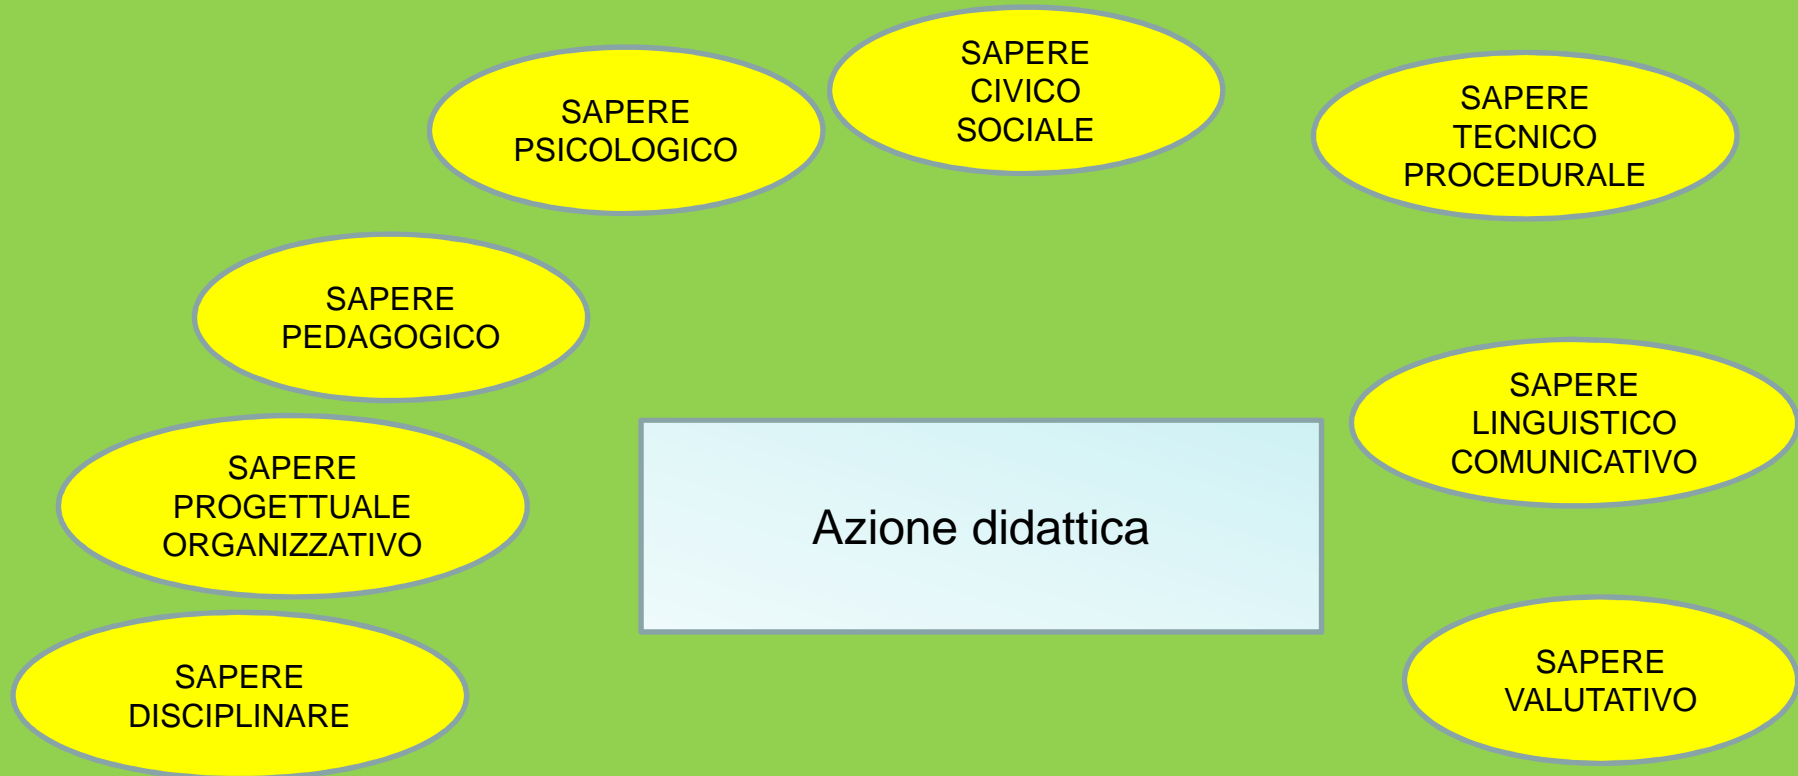 SAPERE
CIVICO
SOCIALE
SAPERE
PSICOLOGICO
SAPERE
TECNICO
PROCEDURALE
SAPERE
PEDAGOGICO
SAPERE
LINGUISTICO
COMUNICATIVO
SAPERE
PROGETTUALE
ORGANIZZATIVO
Azione didattica
SAPERE
DISCIPLINARE
SAPERE
VALUTATIVO